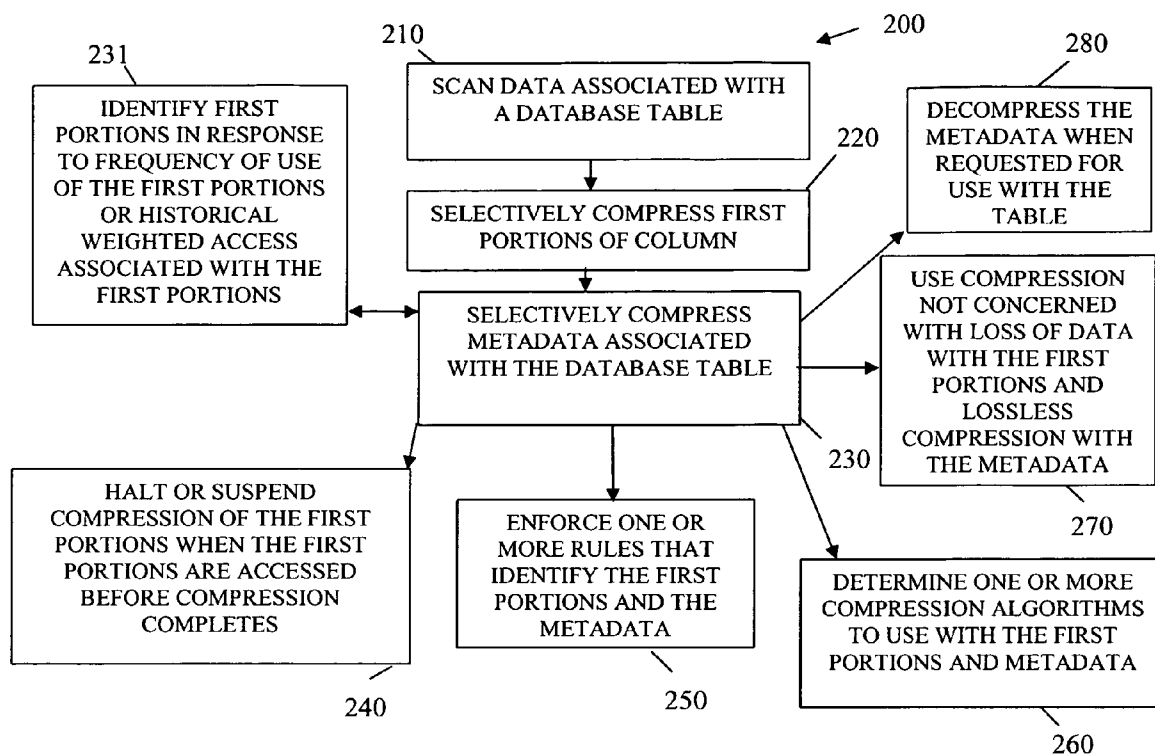 200
210
SCAN DATA ASSOCIATED WITH
A DATABASE TABLE
231
IDENTIFY FIRST
PORTIONS IN RESPONSE
TO FREQUENCY OF USE
OF THE FIRST PORTIONS
OR HISTORICAL
WEIGHTED ACCESS
ASSOCIATED WITH THE
FIRST PORTIONS
220
SELECTIVELY COMPRESS FIRST
PORTIONS OF COLUMN
280
DECOMPRESS THE
METADATA WHEN
REQUESTED FOR
USE WITH THE
TABLE
SELECTIVELY COMPRESS
METADATA ASSOCIATED
WITH THE DATABASE TABLE
230
USE COMPRESSION
NOT CONCERNED
WITH LOSS OF DATA
WITH THE FIRST
PORTIONS AND
LOSSLESS
COMPRESSION WITH
THE METADATA
270
HALT OR SUSPEND
COMPRESSION OF THE FIRST
PORTIONS WHEN THE FIRST
PORTIONS ARE ACCESSED
BEFORE COMPRESSION
COMPLETES
240
ENFORCE ONE OR
MORE RULES THAT
IDENTIFY THE FIRST
PORTIONS AND THE
METADATA
250
DETERMINE ONE OR MORE
COMPRESSION ALGORITHMS
TO USE WITH THE FIRST
PORTIONS AND METADATA
260